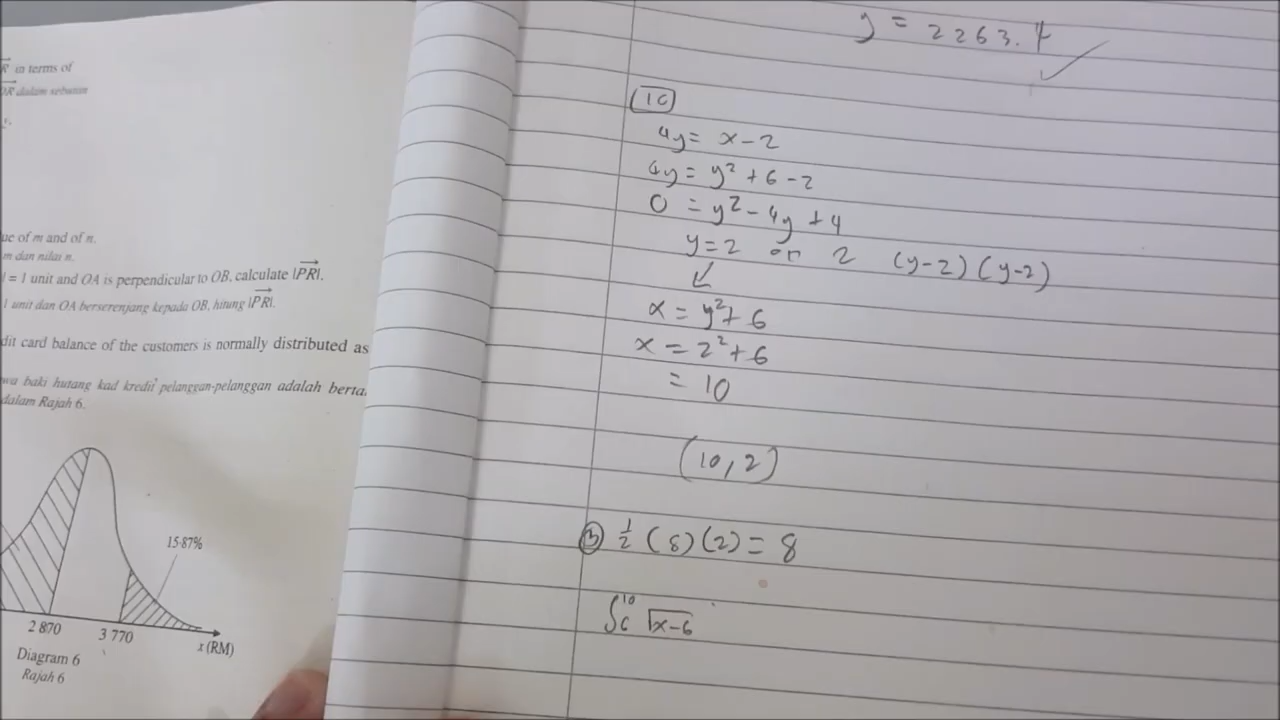 R in terms of
OR dalam sebutan
ue of m and of n.
m dan nilai n.
| = 1 unit and OA is perpendicular to OB, calculate |PR|.
1 unit dan OA berserenjang kepada OB, hitung |PR|.
dit card balance of the customers is normally distributed as
wa baki hutang kad kredit pelanggan-pelanggan adalah berta
dalam Rajah 6.
15·87%
2 870
3 770
x (RM)
Diagram 6
Rajah 6
y = 2263.4
10
4y = x - 2
4y = y² + 6 - 2
0 = y² - 4y + 4
y = 2 or 2 (y-2)(y-2)
x = y² + 6
x = 2² + 6
= 10
(10, 2)
b ½ (8)(2) = 8
∫₆¹⁰ √x-6